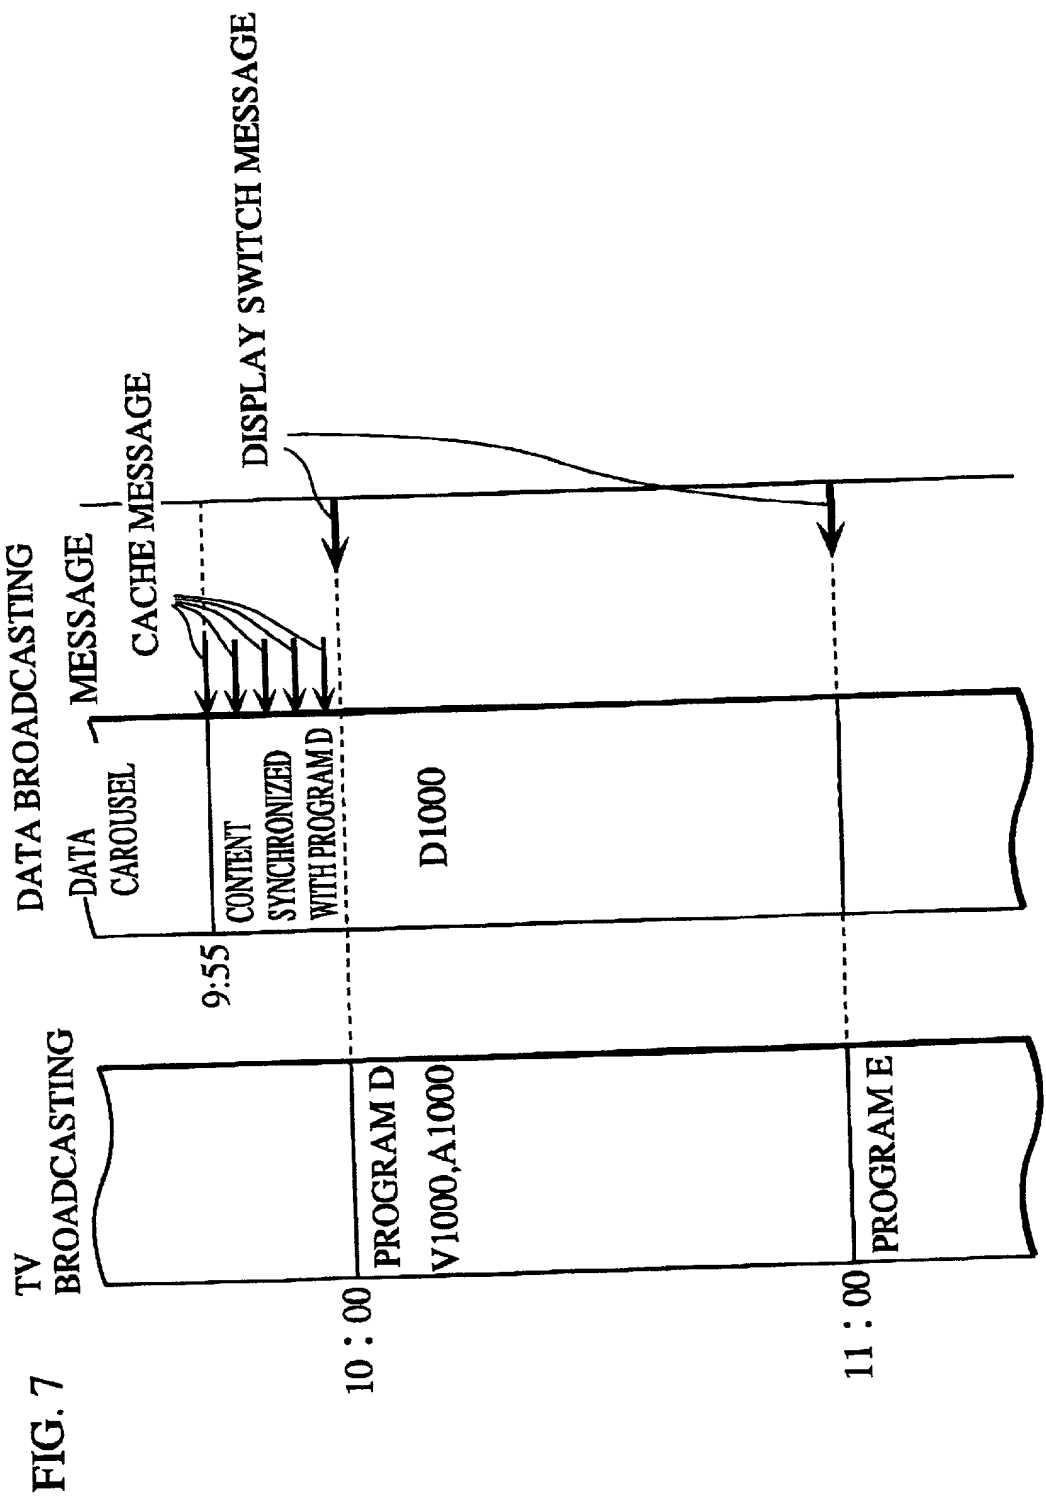 FIG. 7
TV
BROADCASTING
DATA BROADCASTING
DATA
CAROUSEL
MESSAGE
CACHE MESSAGE
DISPLAY SWITCH MESSAGE
9:55
CONTENT
SYNCHRONIZED
WITH PROGRAM D
10:00
PROGRAM D
V1000,A1000
D1000
11:00
PROGRAM E